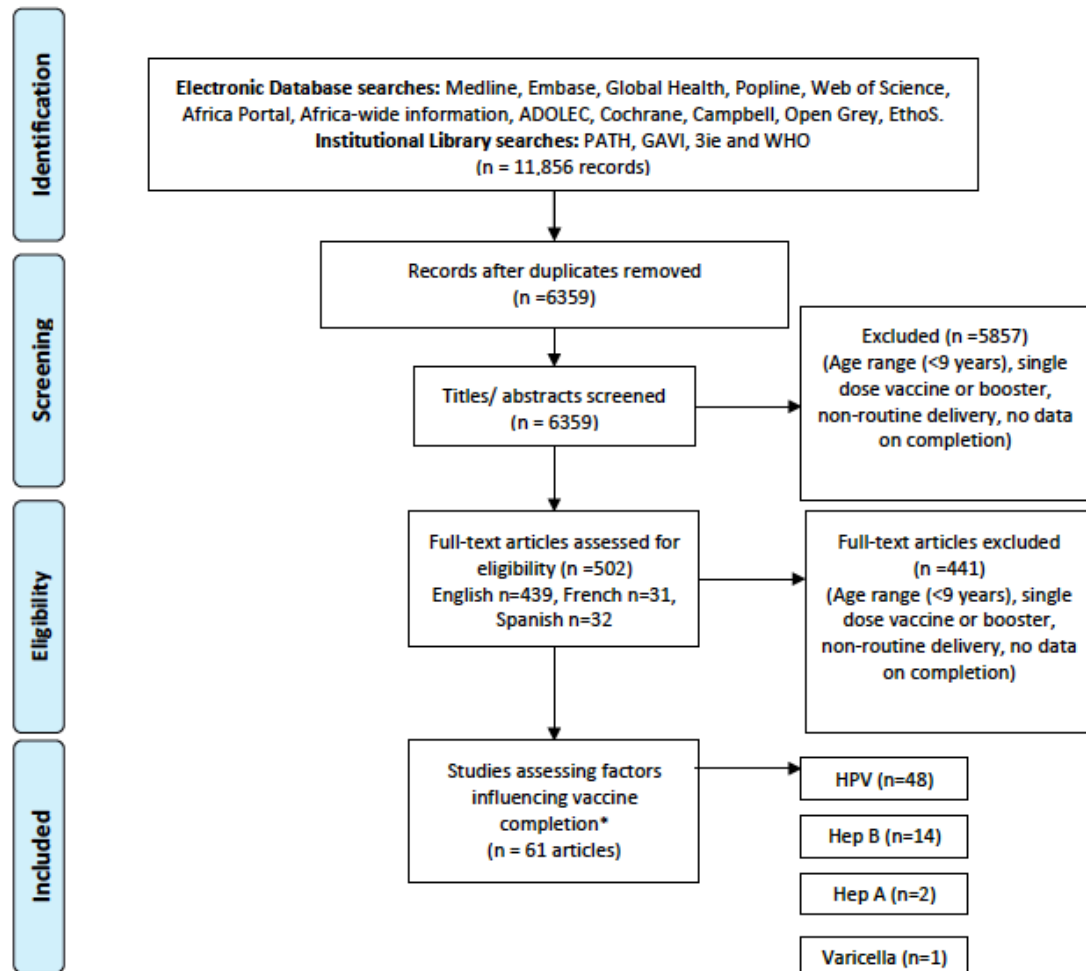 Identification
Electronic Database searches: Medline, Embase, Global Health, Popline, Web of Science,
Africa Portal, Africa-wide information, ADOLEC, Cochrane, Campbell, Open Grey, EthoS.
Institutional Library searches: PATH, GAVI, 3ie and WHO
(n = 11,856 records)
Screening
Records after duplicates removed
(n =6359)
Titles/ abstracts screened
(n = 6359)
Excluded (n =5857)
(Age range (<9 years), single
dose vaccine or booster,
non-routine delivery, no data
on completion)
Eligibility
Full-text articles assessed for
eligibility (n =502)
English n=439, French n=31,
Spanish n=32
Full-text articles excluded
(n =441)
(Age range (<9 years), single
dose vaccine or booster,
non-routine delivery, no data
on completion)
Included
Studies assessing factors
influencing vaccine
completion*
(n = 61 articles)
HPV (n=48)
Hep B (n=14)
Hep A (n=2)
Varicella (n=1)